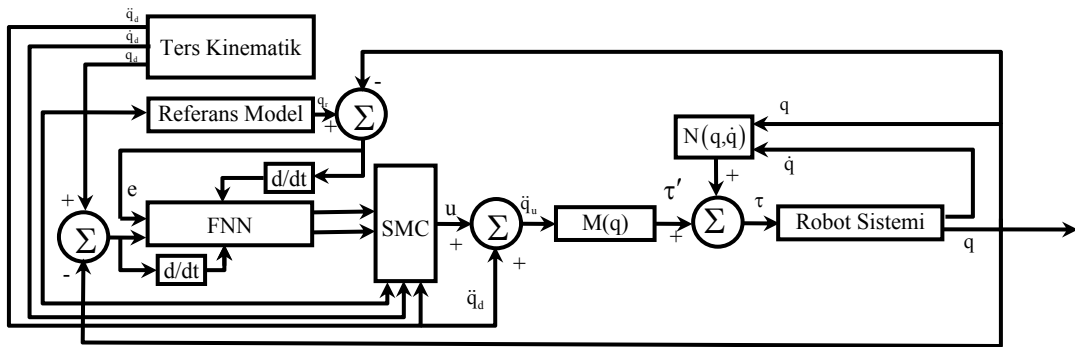 q̈d
q̇d
qd
Ters Kinematik
-
Referans Model
qr
+
Σ
q
N(q,q̇)
q̇
d/dt
e
+
FNN
SMC
u
+
Σ
q̈u
M(q)
τ′
+
+
Σ
τ
Robot Sistemi
q
Σ
-
d/dt
+
q̈d